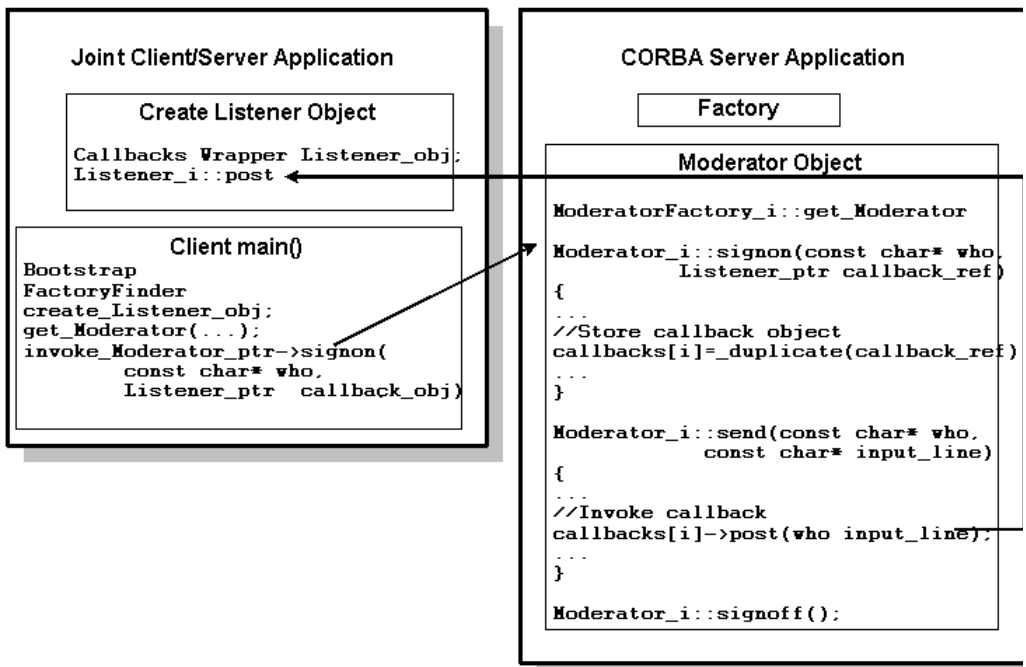 Joint Client/Server Application
Create Listener Object
Callbacks Wrapper Listener_obj;
Listener_i::post
Client main()
Bootstrap
FactoryFinder
create_Listener_obj;
get_Moderator(...);
invoke_Moderator_ptr->signon(
const char* who,
Listener_ptr callback_obj)
CORBA Server Application
Factory
Moderator Object
ModeratorFactory_i::get_Moderator
Moderator_i::signon(const char* who,
Listener_ptr callback_ref)
{
...
//Store callback object
callbacks[i]=_duplicate(callback_ref)
...
}
Moderator_i::send(const char* who,
const char* input_line)
{
...
//Invoke callback
callbacks[i]->post(who input_line);
...
}
Moderator_i::signoff();